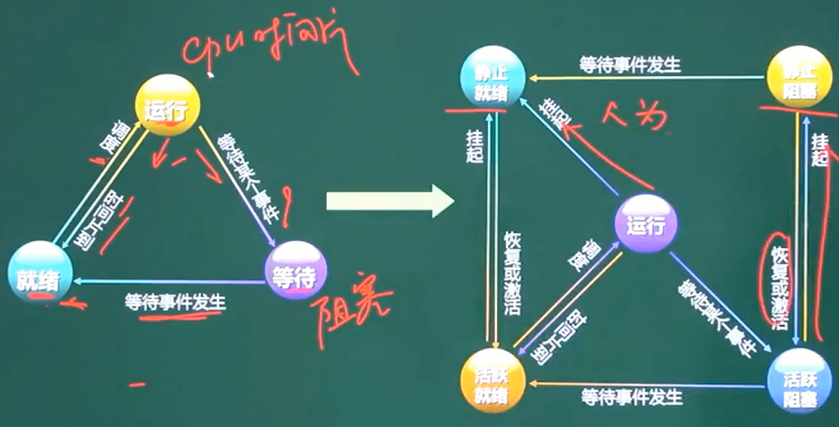 cpu时间片
运行
调度
时间片到
等待某个事件
就绪
等待
等待事件发生
阻塞
静止
就绪
等待事件发生
静止
阻塞
挂起
人为
挂起
挂起
运行
恢复或激活
调度
时间片到
等待某个事件
恢复或激活
活跃
就绪
等待事件发生
活跃
阻塞